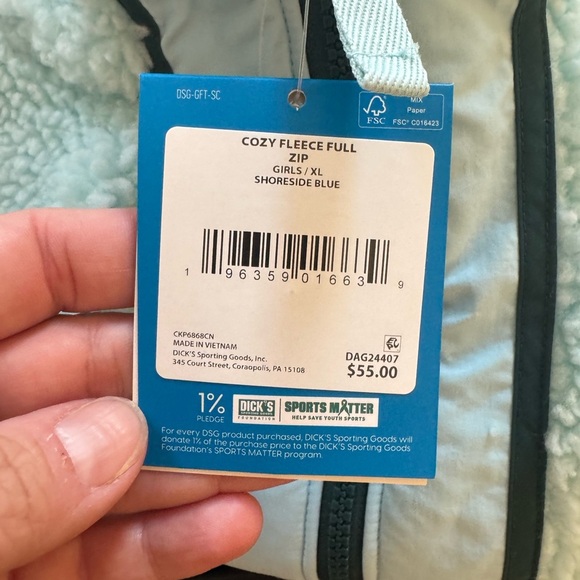 DSG-GFT-SC
FSC
MIX
Paper
FSC® C016423
COZY FLEECE FULL
ZIP
GIRLS / XL
SHORESIDE BLUE
1 96359 01663 9
CKP6868CN
MADE IN VIETNAM
DICK'S Sporting Goods, Inc.
345 Court Street, Coraopolis, PA 15108
DAG24407
$55.00
1%
PLEDGE
DICK'S
SPORTING GOODS
FOUNDATION
SPORTS MATTER
HELP SAVE YOUTH SPORTS
For every DSG product purchased, DICK'S Sporting Goods will
donate 1% of the purchase price to the DICK'S Sporting Goods
Foundation's SPORTS MATTER program.